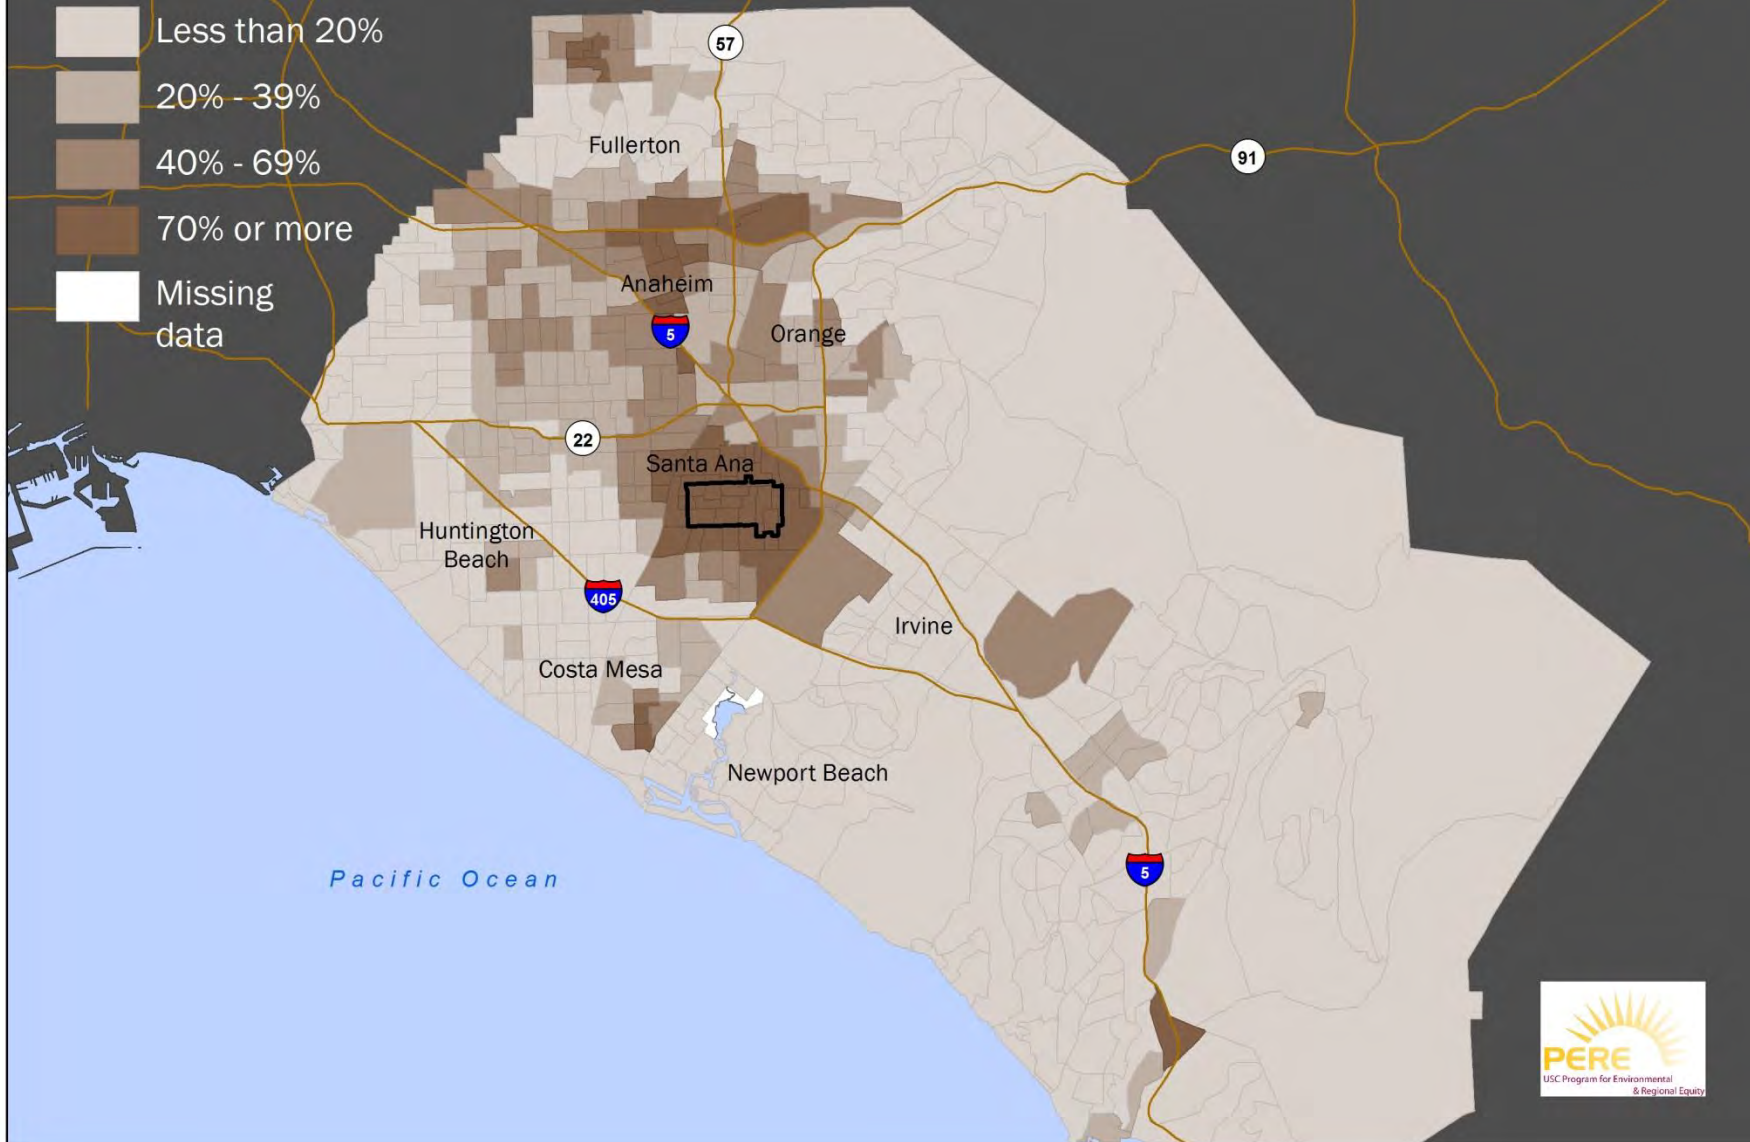 Less than 20%
20% - 39%
40% - 69%
70% or more
Missing
data
57
Fullerton
91
Anaheim
5
Orange
22
Santa Ana
Huntington
Beach
405
Irvine
Costa Mesa
Newport Beach
Pacific Ocean
5
PERE
USC Program for Environmental
& Regional Equity